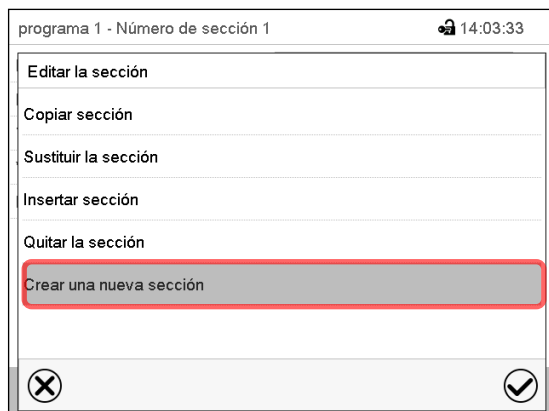 programa 1 - Número de sección 1 14:03:33
Editar la sección
Copiar sección
Sustituir la sección
Insertar sección
Quitar la sección
Crear una nueva sección